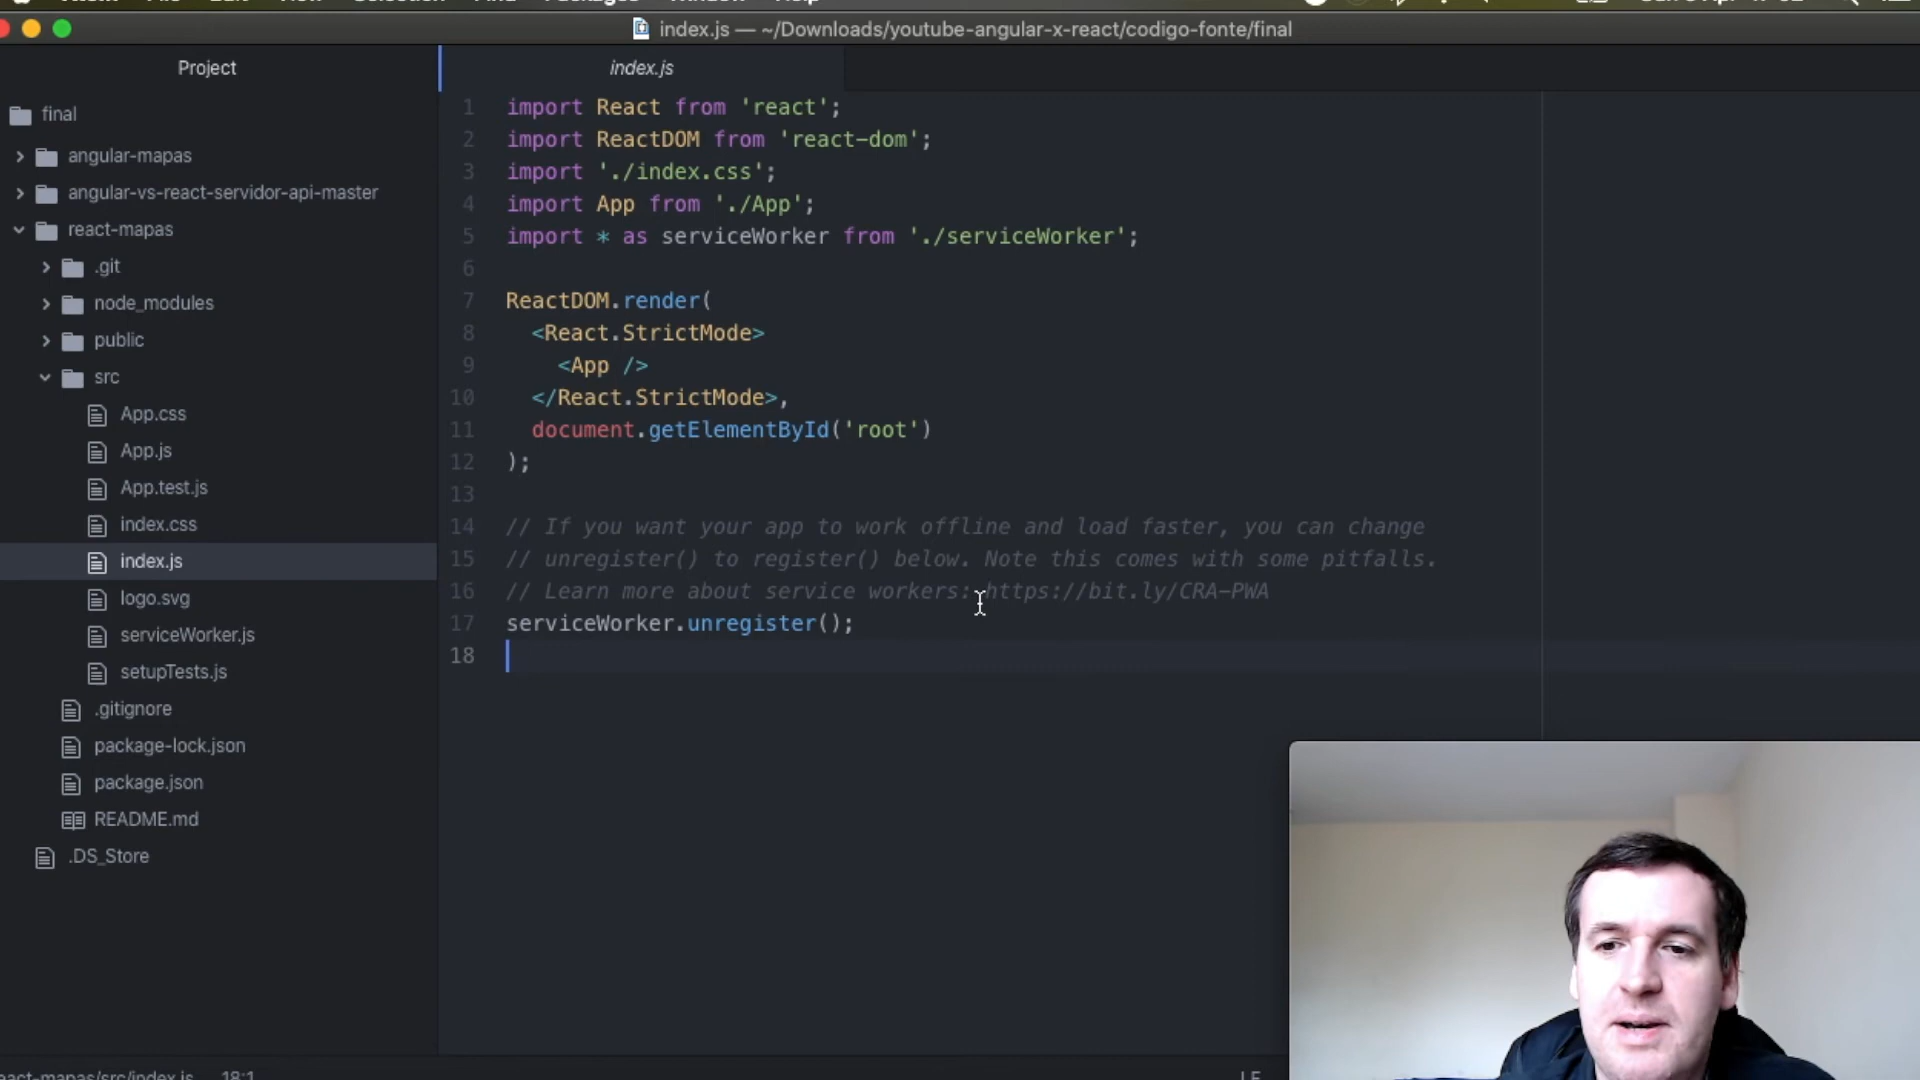 index.js — ~/Downloads/youtube-angular-x-react/codigo-fonte/final
Project
final
angular-mapas
angular-vs-react-servidor-api-master
react-mapas
.git
node_modules
public
src
App.css
App.js
App.test.js
index.css
index.js
logo.svg
serviceWorker.js
setupTests.js
.gitignore
package-lock.json
package.json
README.md
.DS_Store
index.js
1 import React from 'react';
2 import ReactDOM from 'react-dom';
3 import './index.css';
4 import App from './App';
5 import * as serviceWorker from './serviceWorker';
6
7 ReactDOM.render(
8 <React.StrictMode>
9 <App />
10 </React.StrictMode>,
11 document.getElementById('root')
12 );
13
14 // If you want your app to work offline and load faster, you can change
15 // unregister() to register() below. Note this comes with some pitfalls.
16 // Learn more about service workers: https://bit.ly/CRA-PWA
17 serviceWorker.unregister();
18